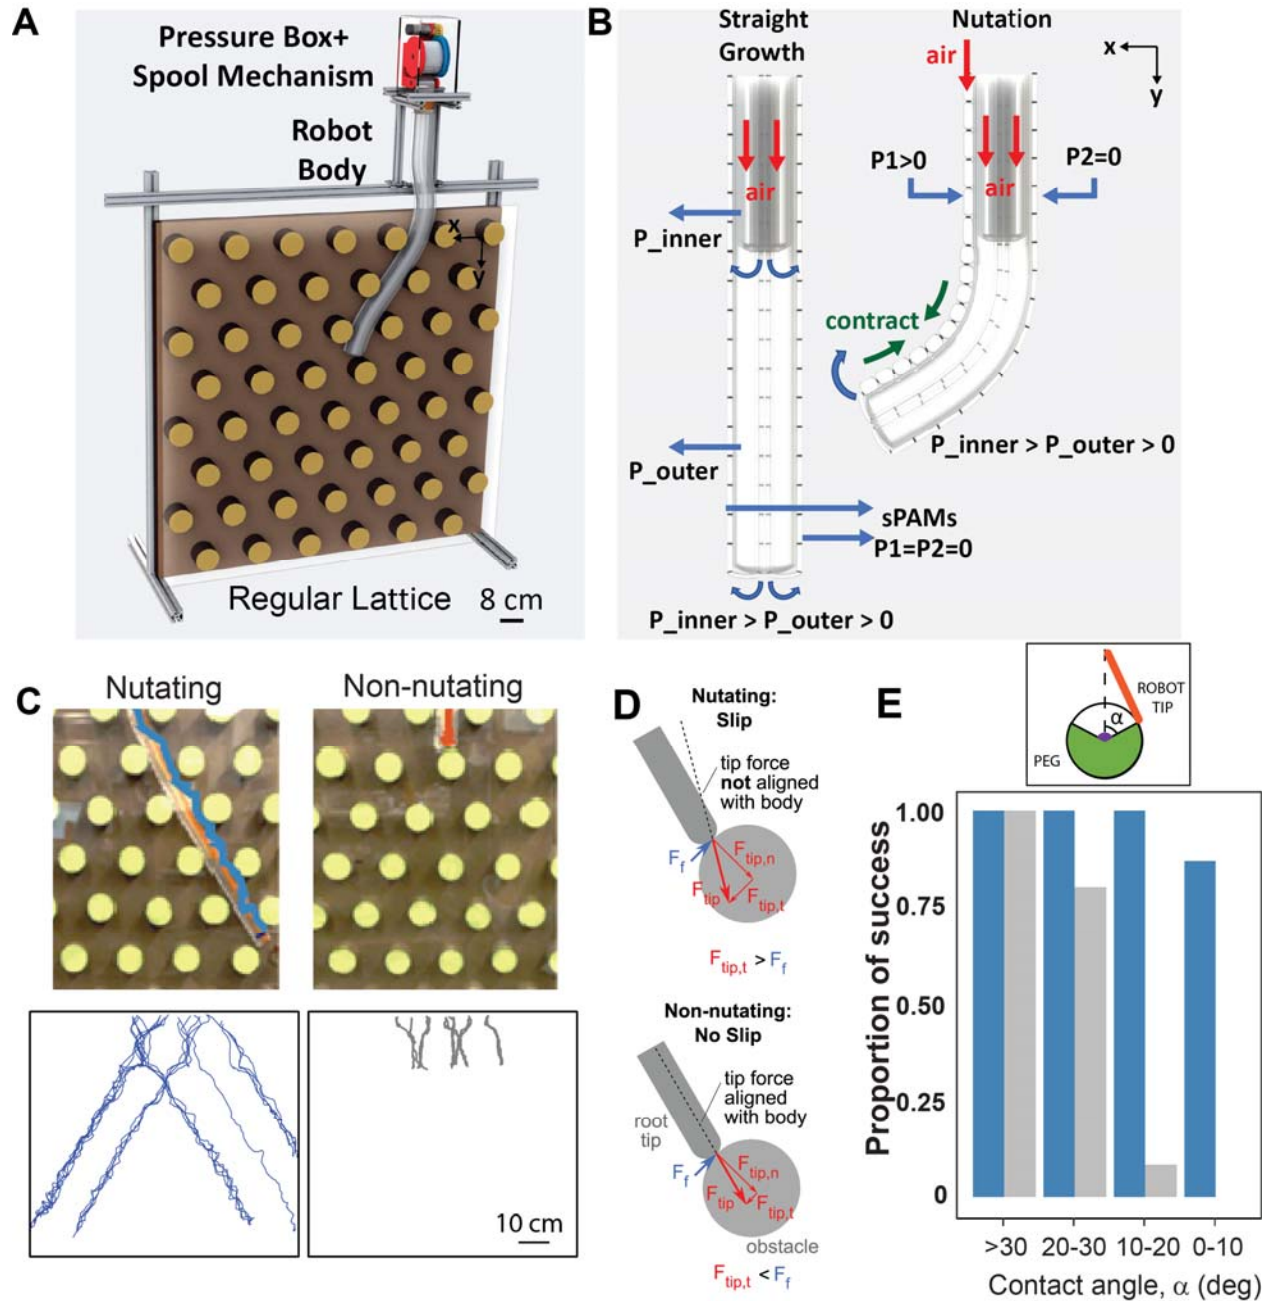 A
Pressure Box+
Spool Mechanism
Robot
Body
x
y
Regular Lattice 8 cm
B
Straight
Growth
Nutation
air
x
y
P1>0
P2=0
air
air
P_inner
contract
P_outer
P_inner > P_outer > 0
sPAMs
P1=P2=0
P_inner > P_outer > 0
C
Nutating
Non-nutating
10 cm
D
Nutating:
Slip
tip force
not aligned
with body
F_f
F_tip,n
F_tip
F_tip,t
F_tip,t > F_f
Non-nutating:
No Slip
tip force
aligned
with body
root
tip
F_f
F_tip,n
F_tip
F_tip,t
obstacle
F_tip,t < F_f
E
ROBOT
TIP
α
PEG
Proportion of success
1.00
0.75
0.50
0.25
0
>30
20-30
10-20
0-10
Contact angle, α (deg)